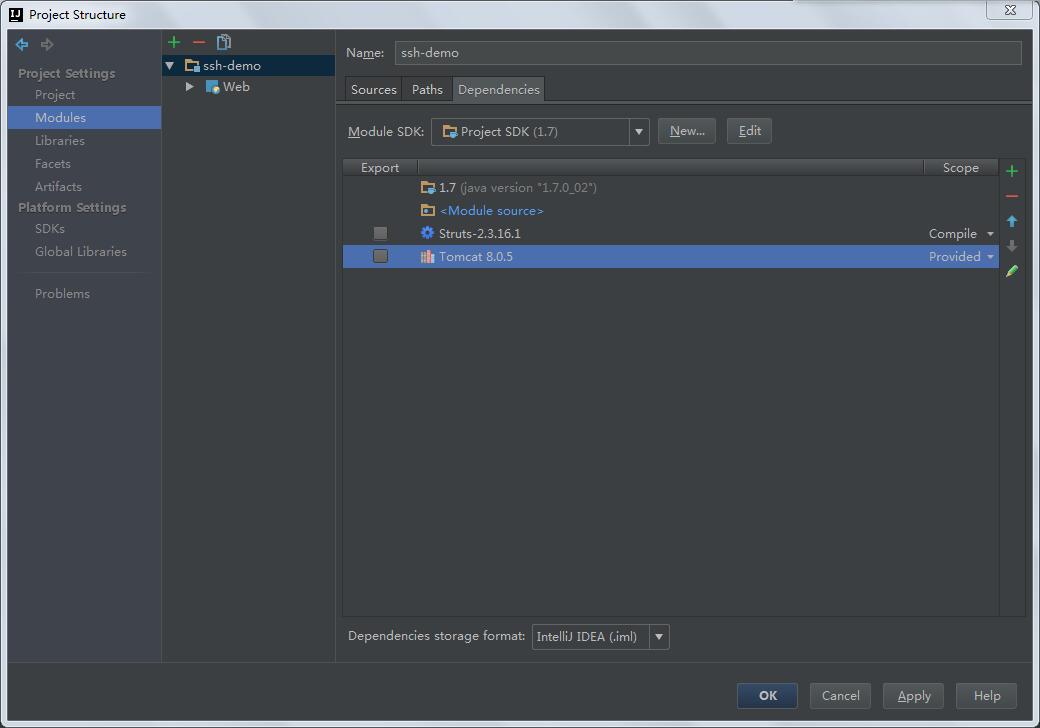 Project Structure
Project Settings
Project
Modules
Libraries
Facets
Artifacts
Platform Settings
SDKs
Global Libraries
Problems
ssh-demo
Web
Name: ssh-demo
Sources Paths Dependencies
Module SDK: Project SDK (1.7) New... Edit
Export Scope
1.7 (java version "1.7.0_02")
<Module source>
Struts-2.3.16.1 Compile
Tomcat 8.0.5 Provided
Dependencies storage format: IntelliJ IDEA (.iml)
OK Cancel Apply Help